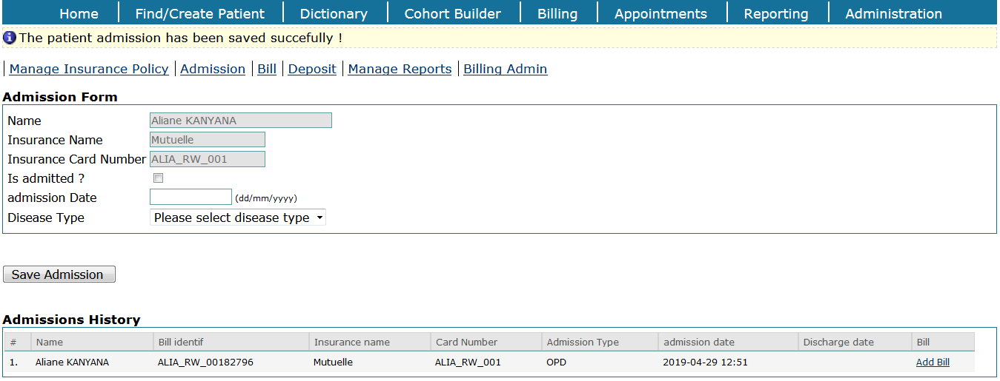 Home Find/Create Patient Dictionary Cohort Builder Billing Appointments Reporting Administration
The patient admission has been saved succefully !
Manage Insurance Policy Admission Bill Deposit Manage Reports Billing Admin
Admission Form
Name Aliane KANYANA
Insurance Name Mutuelle
Insurance Card Number ALIA_RW_001
Is admitted ?
admission Date (dd/mm/yyyy)
Disease Type Please select disease type
Save Admission
Admissions History
# Name Bill identif Insurance name Card Number Admission Type admission date Discharge date Bill
1. Aliane KANYANA ALIA_RW_00182796 Mutuelle ALIA_RW_001 OPD 2019-04-29 12:51 Add Bill